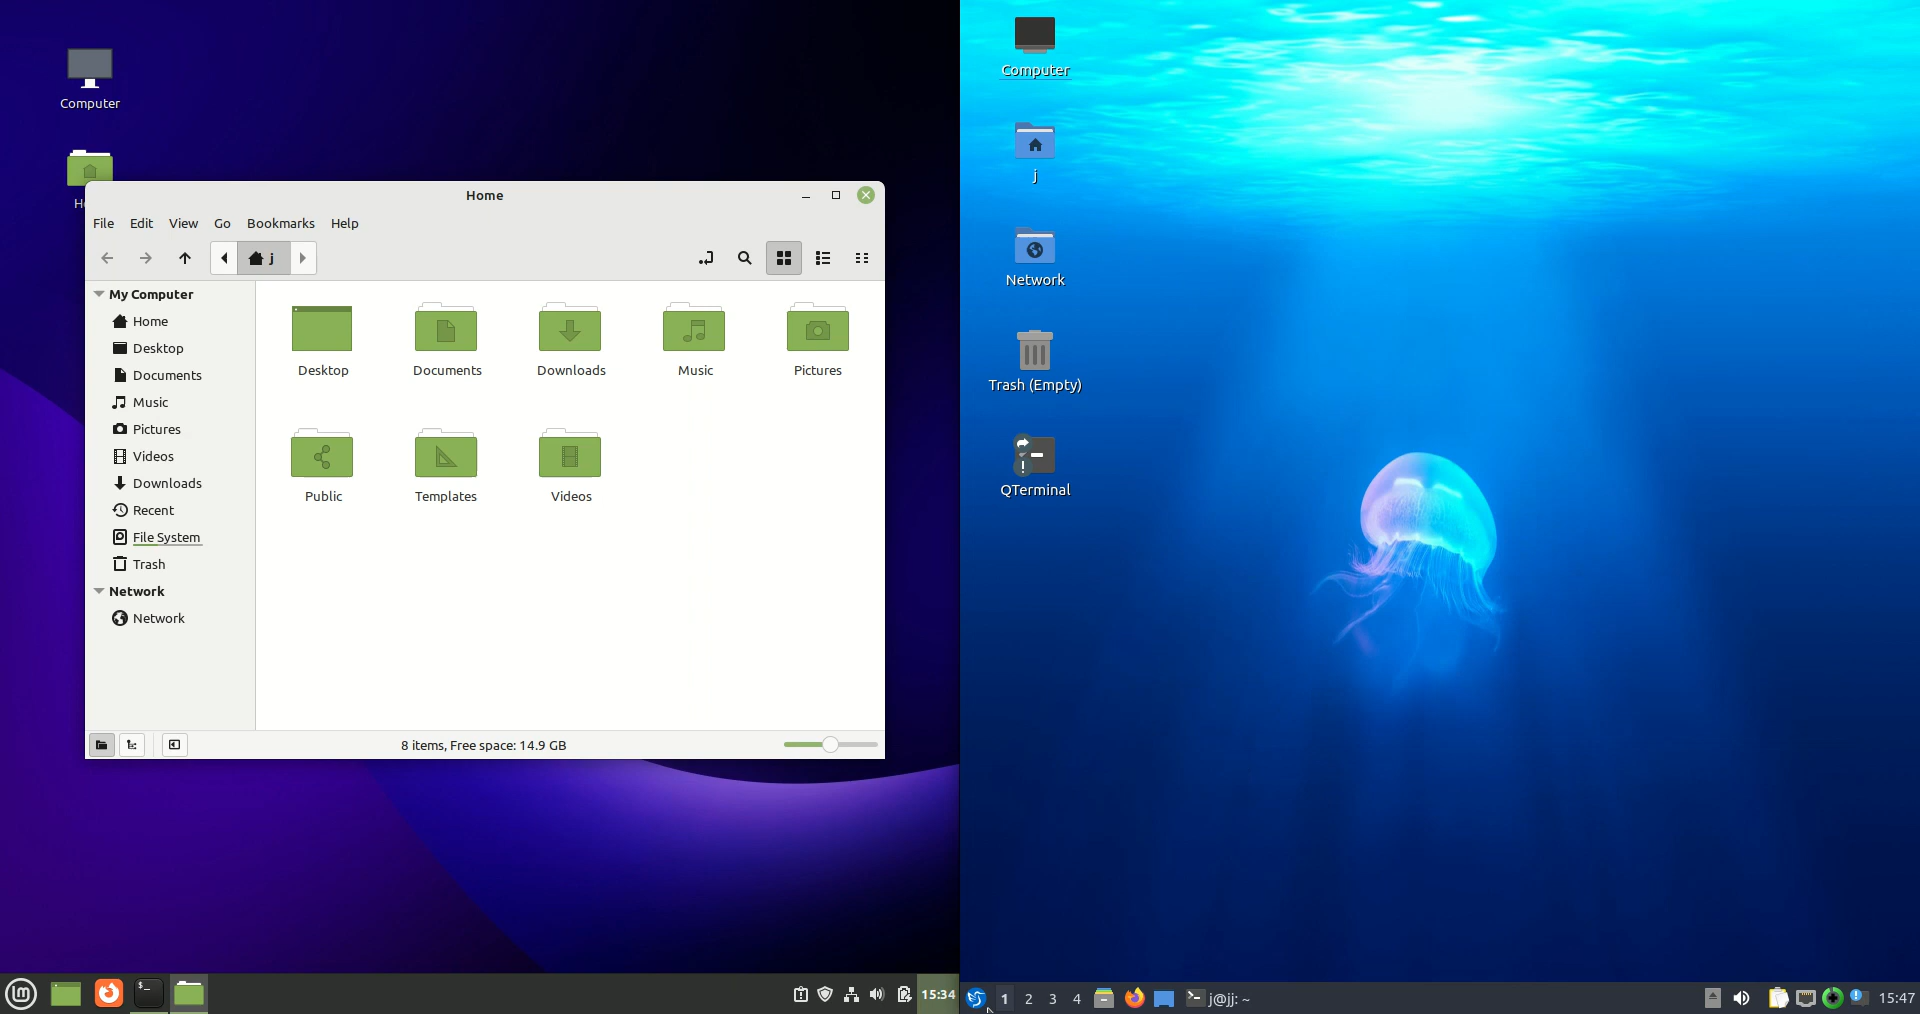 Computer
Home
File Edit View Go Bookmarks Help
j
My Computer
Home
Desktop
Documents
Music
Pictures
Videos
Downloads
Recent
File System
Trash
Network
Network
Desktop
Documents
Downloads
Music
Pictures
Public
Templates
Videos
8 items, Free space: 14.9 GB
15:34
Computer
j
Network
Trash (Empty)
QTerminal
1 2 3 4
j@jj: ~
15:47